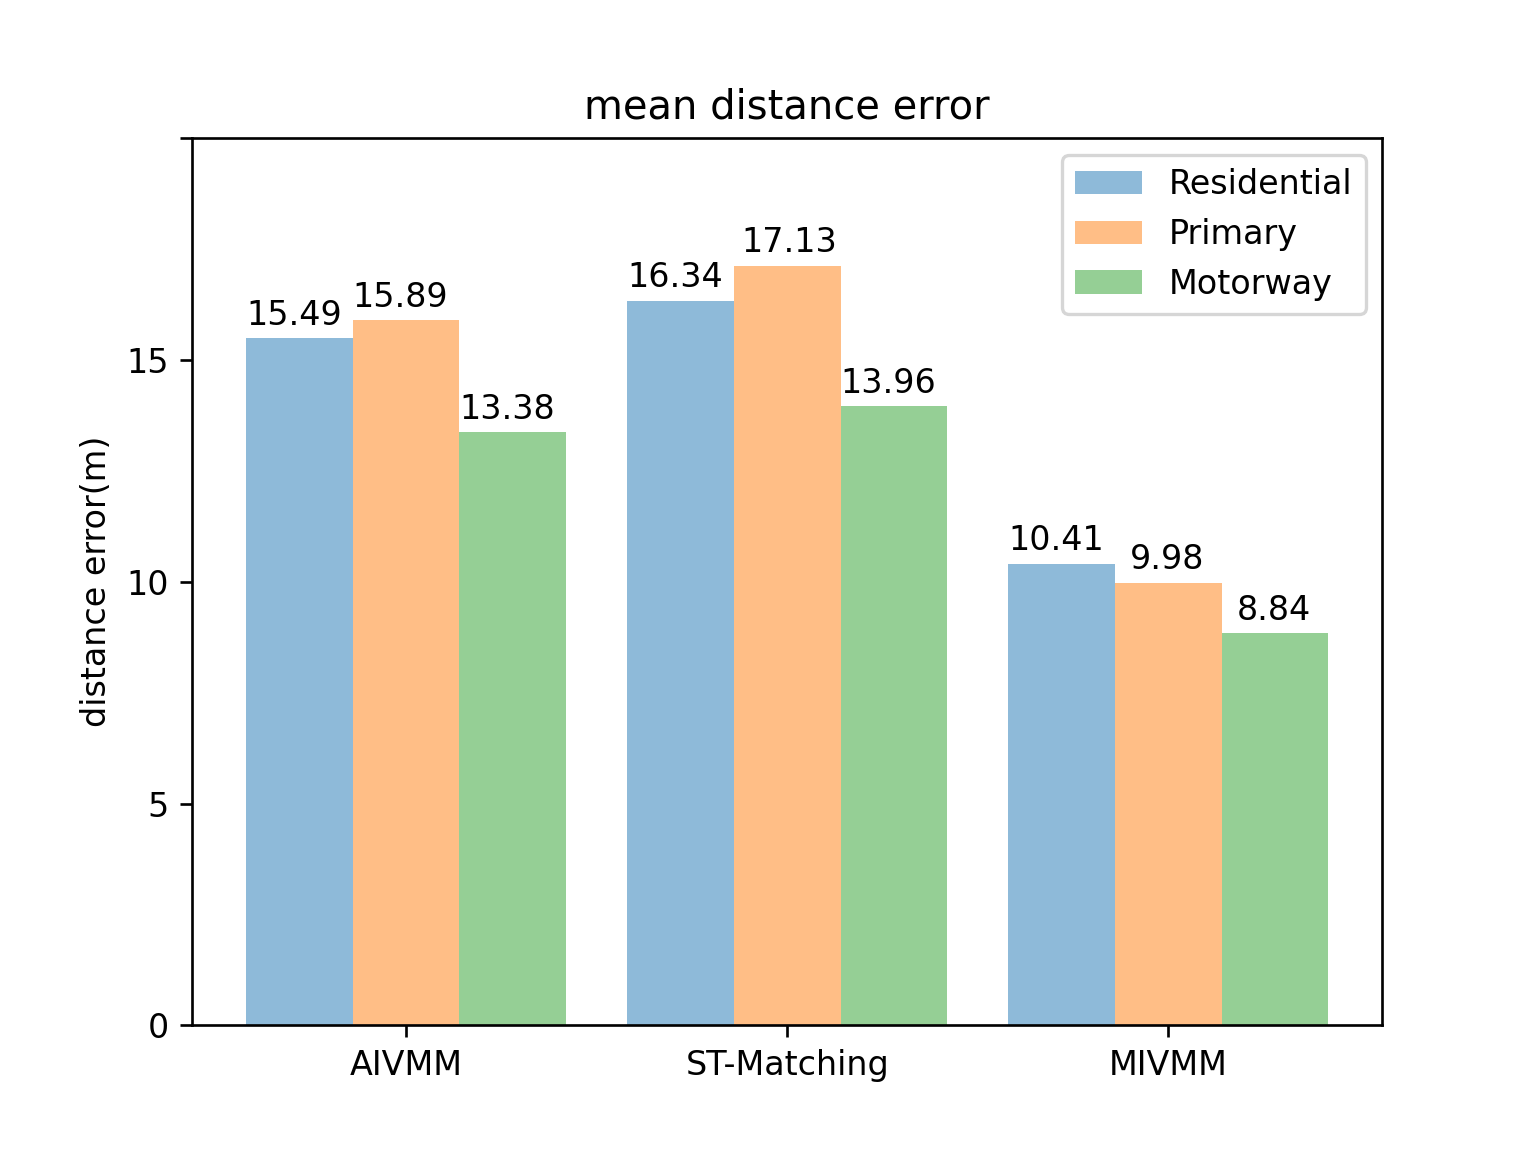 mean distance error
Residential
Primary
Motorway
17.13
16.34
15.89
15.49
15
13.96
13.38
distance error(m)
10.41
9.98
10
8.84
5
0
AIVMM ST-Matching MIVMM